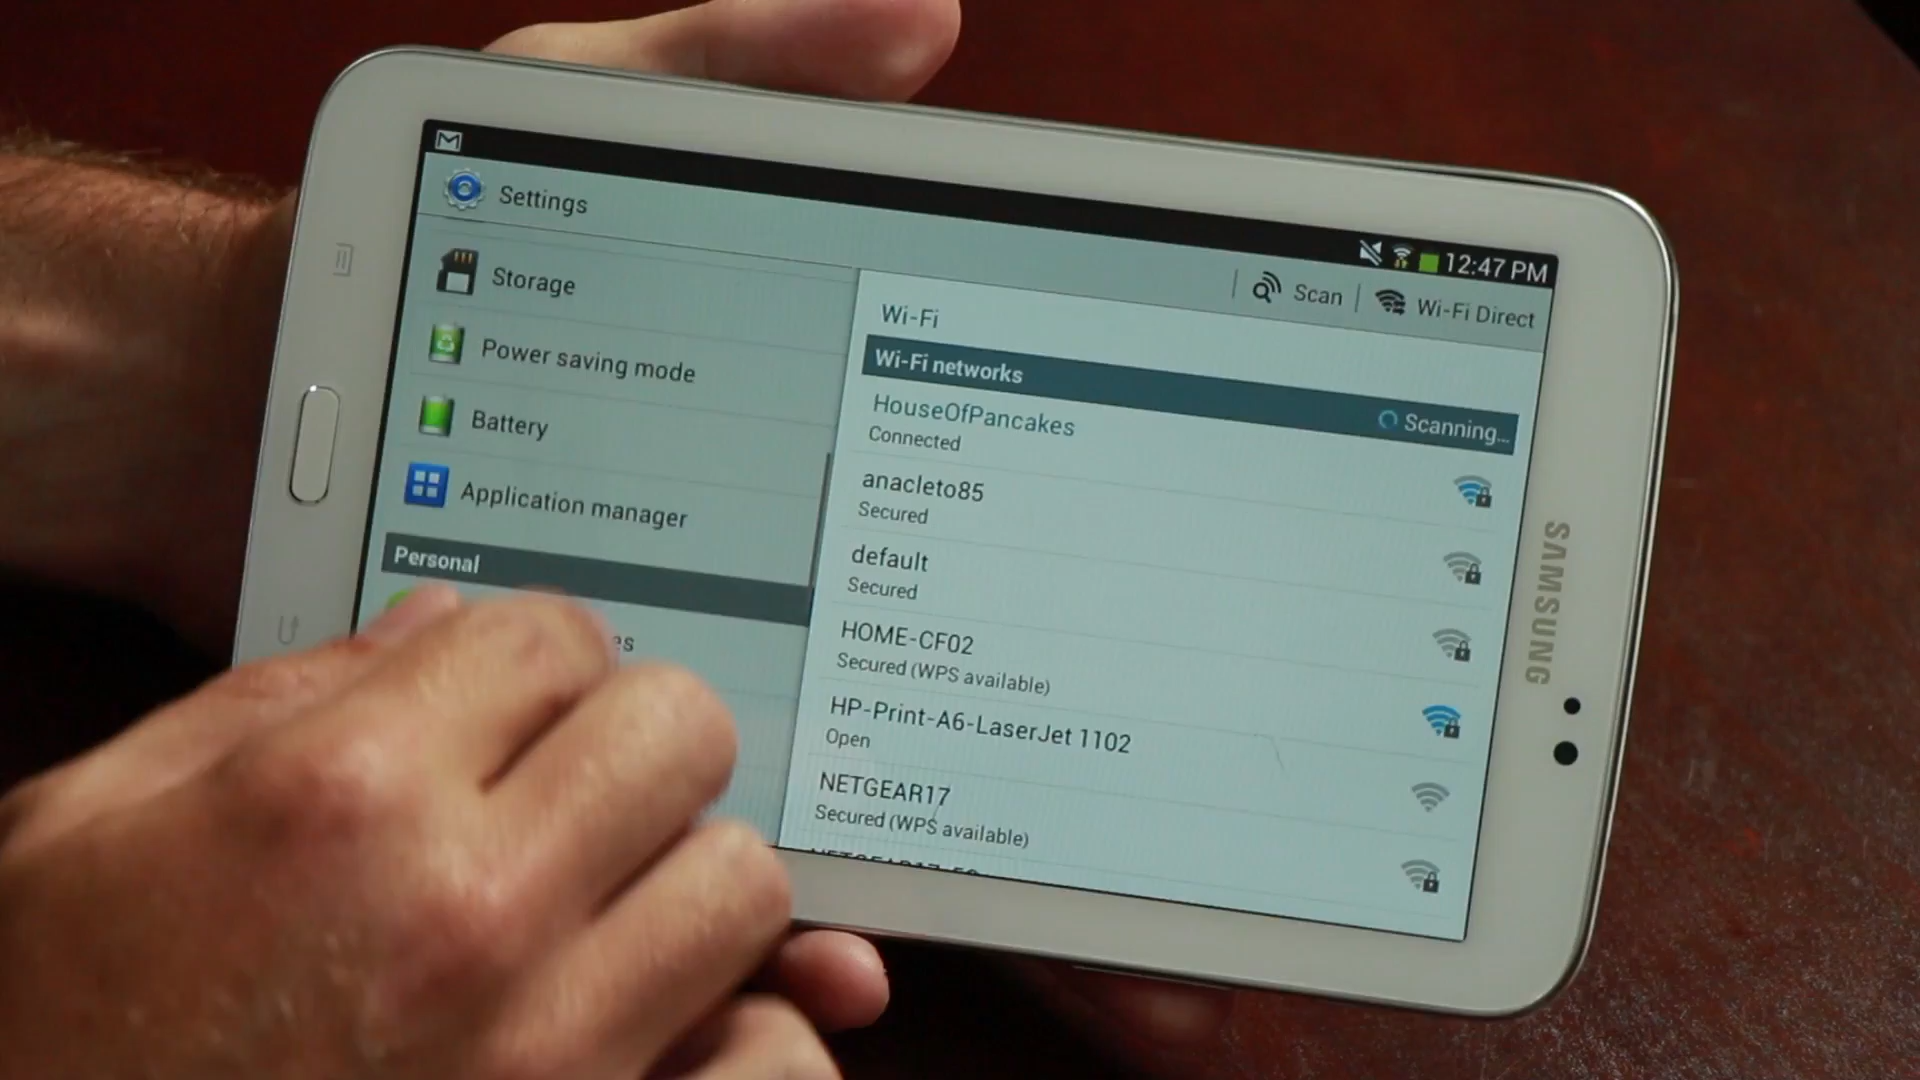 12:47 PM
Settings
Scan
Wi-Fi Direct
Storage
Power saving mode
Battery
Application manager
Personal
Wi-Fi
Wi-Fi networks
Scanning...
HouseOfPancakes
Connected
anacleto85
Secured
default
Secured
HOME-CF02
Secured (WPS available)
HP-Print-A6-LaserJet 1102
Open
NETGEAR17
Secured (WPS available)
SAMSUNG